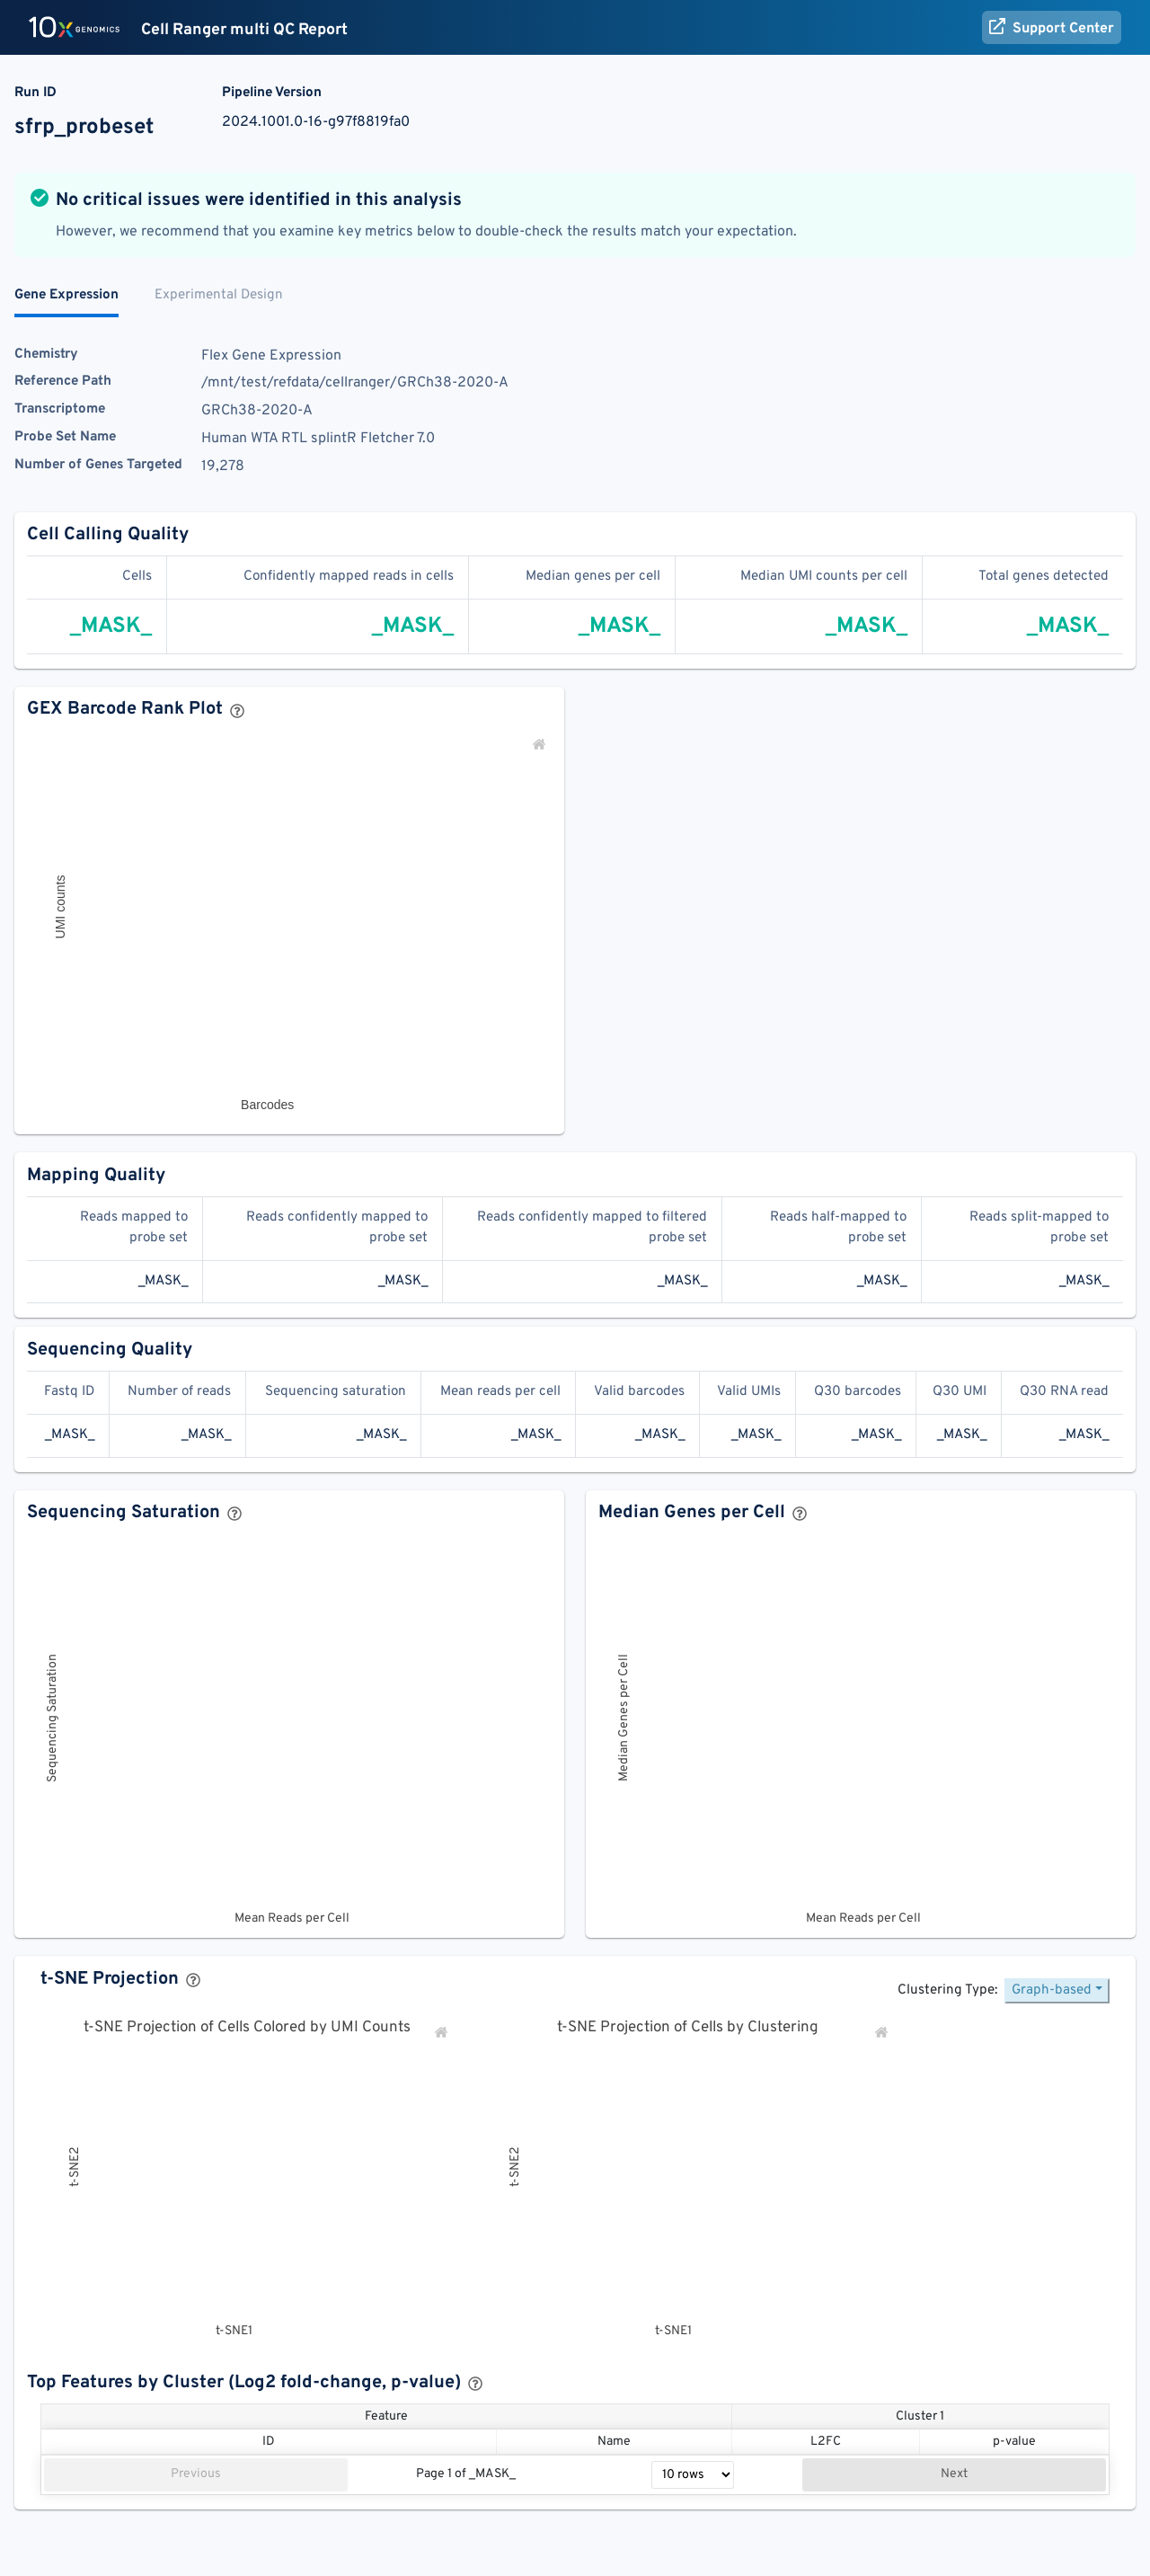 10x GENOMICS Cell Ranger multi QC Report Support Center
Run ID Pipeline Version
sfrp_probeset 2024.1001.0-16-g97f8819fa0
No critical issues were identified in this analysis
However, we recommend that you examine key metrics below to double-check the results match your expectation.
Gene Expression Experimental Design
Chemistry Flex Gene Expression
Reference Path /mnt/test/refdata/cellranger/GRCh38-2020-A
Transcriptome GRCh38-2020-A
Probe Set Name Human WTA RTL splintR Fletcher 7.0
Number of Genes Targeted 19,278
Cell Calling Quality
Cells Confidently mapped reads in cells Median genes per cell Median UMI counts per cell Total genes detected
_MASK_ _MASK_ _MASK_ _MASK_ _MASK_
GEX Barcode Rank Plot
UMI counts
Barcodes
Mapping Quality
Reads mapped to probe set Reads confidently mapped to probe set Reads confidently mapped to filtered probe set Reads half-mapped to probe set Reads split-mapped to probe set
_MASK_ _MASK_ _MASK_ _MASK_ _MASK_
Sequencing Quality
Fastq ID Number of reads Sequencing saturation Mean reads per cell Valid barcodes Valid UMIs Q30 barcodes Q30 UMI Q30 RNA read
_MASK_ _MASK_ _MASK_ _MASK_ _MASK_ _MASK_ _MASK_ _MASK_ _MASK_
Sequencing Saturation
Sequencing Saturation
Mean Reads per Cell
Median Genes per Cell
Median Genes per Cell
Mean Reads per Cell
t-SNE Projection
Clustering Type: Graph-based
t-SNE Projection of Cells Colored by UMI Counts
t-SNE2
t-SNE1
t-SNE Projection of Cells by Clustering
t-SNE2
t-SNE1
Top Features by Cluster (Log2 fold-change, p-value)
Feature Cluster 1
ID Name L2FC p-value
Previous Page 1 of _MASK_ 10 rows Next